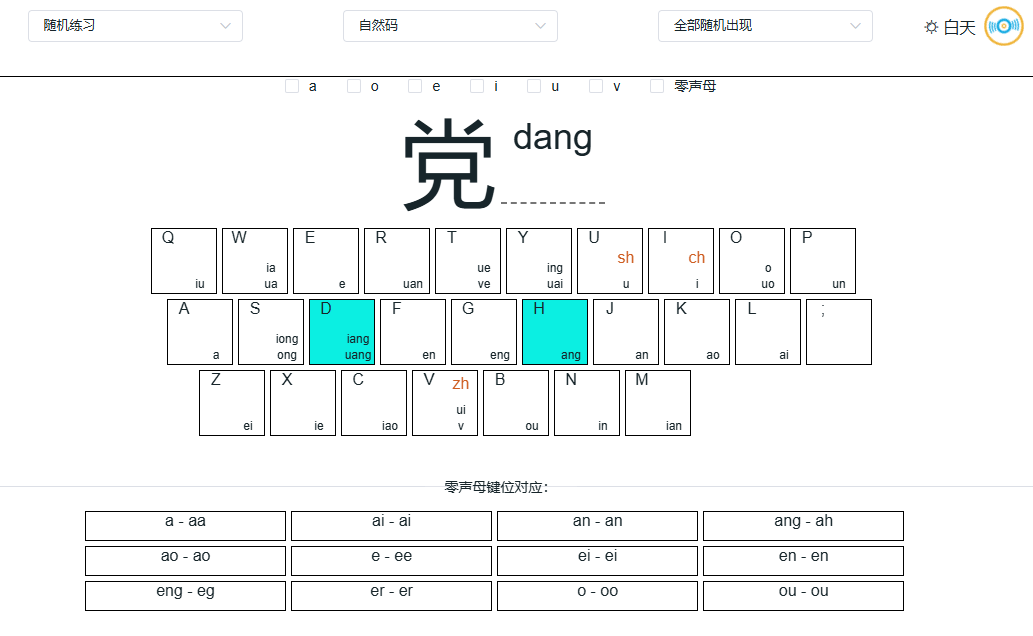 随机练习 自然码 全部随机出现 白天
a o e i u v 零声母
党 dang
Q W E R T Y U I O P
sh ch
ia ue ing o
iu ua e uan ve uai u i uo un
A S D F G H J K L ;
iong iang
a ong uang en eng ang an ao ai
Z X C V zh B N M
ui
ei ie iao v ou in ian
零声母键位对应：
a - aa ai - ai an - an ang - ah
ao - ao e - ee ei - ei en - en
eng - eg er - er o - oo ou - ou